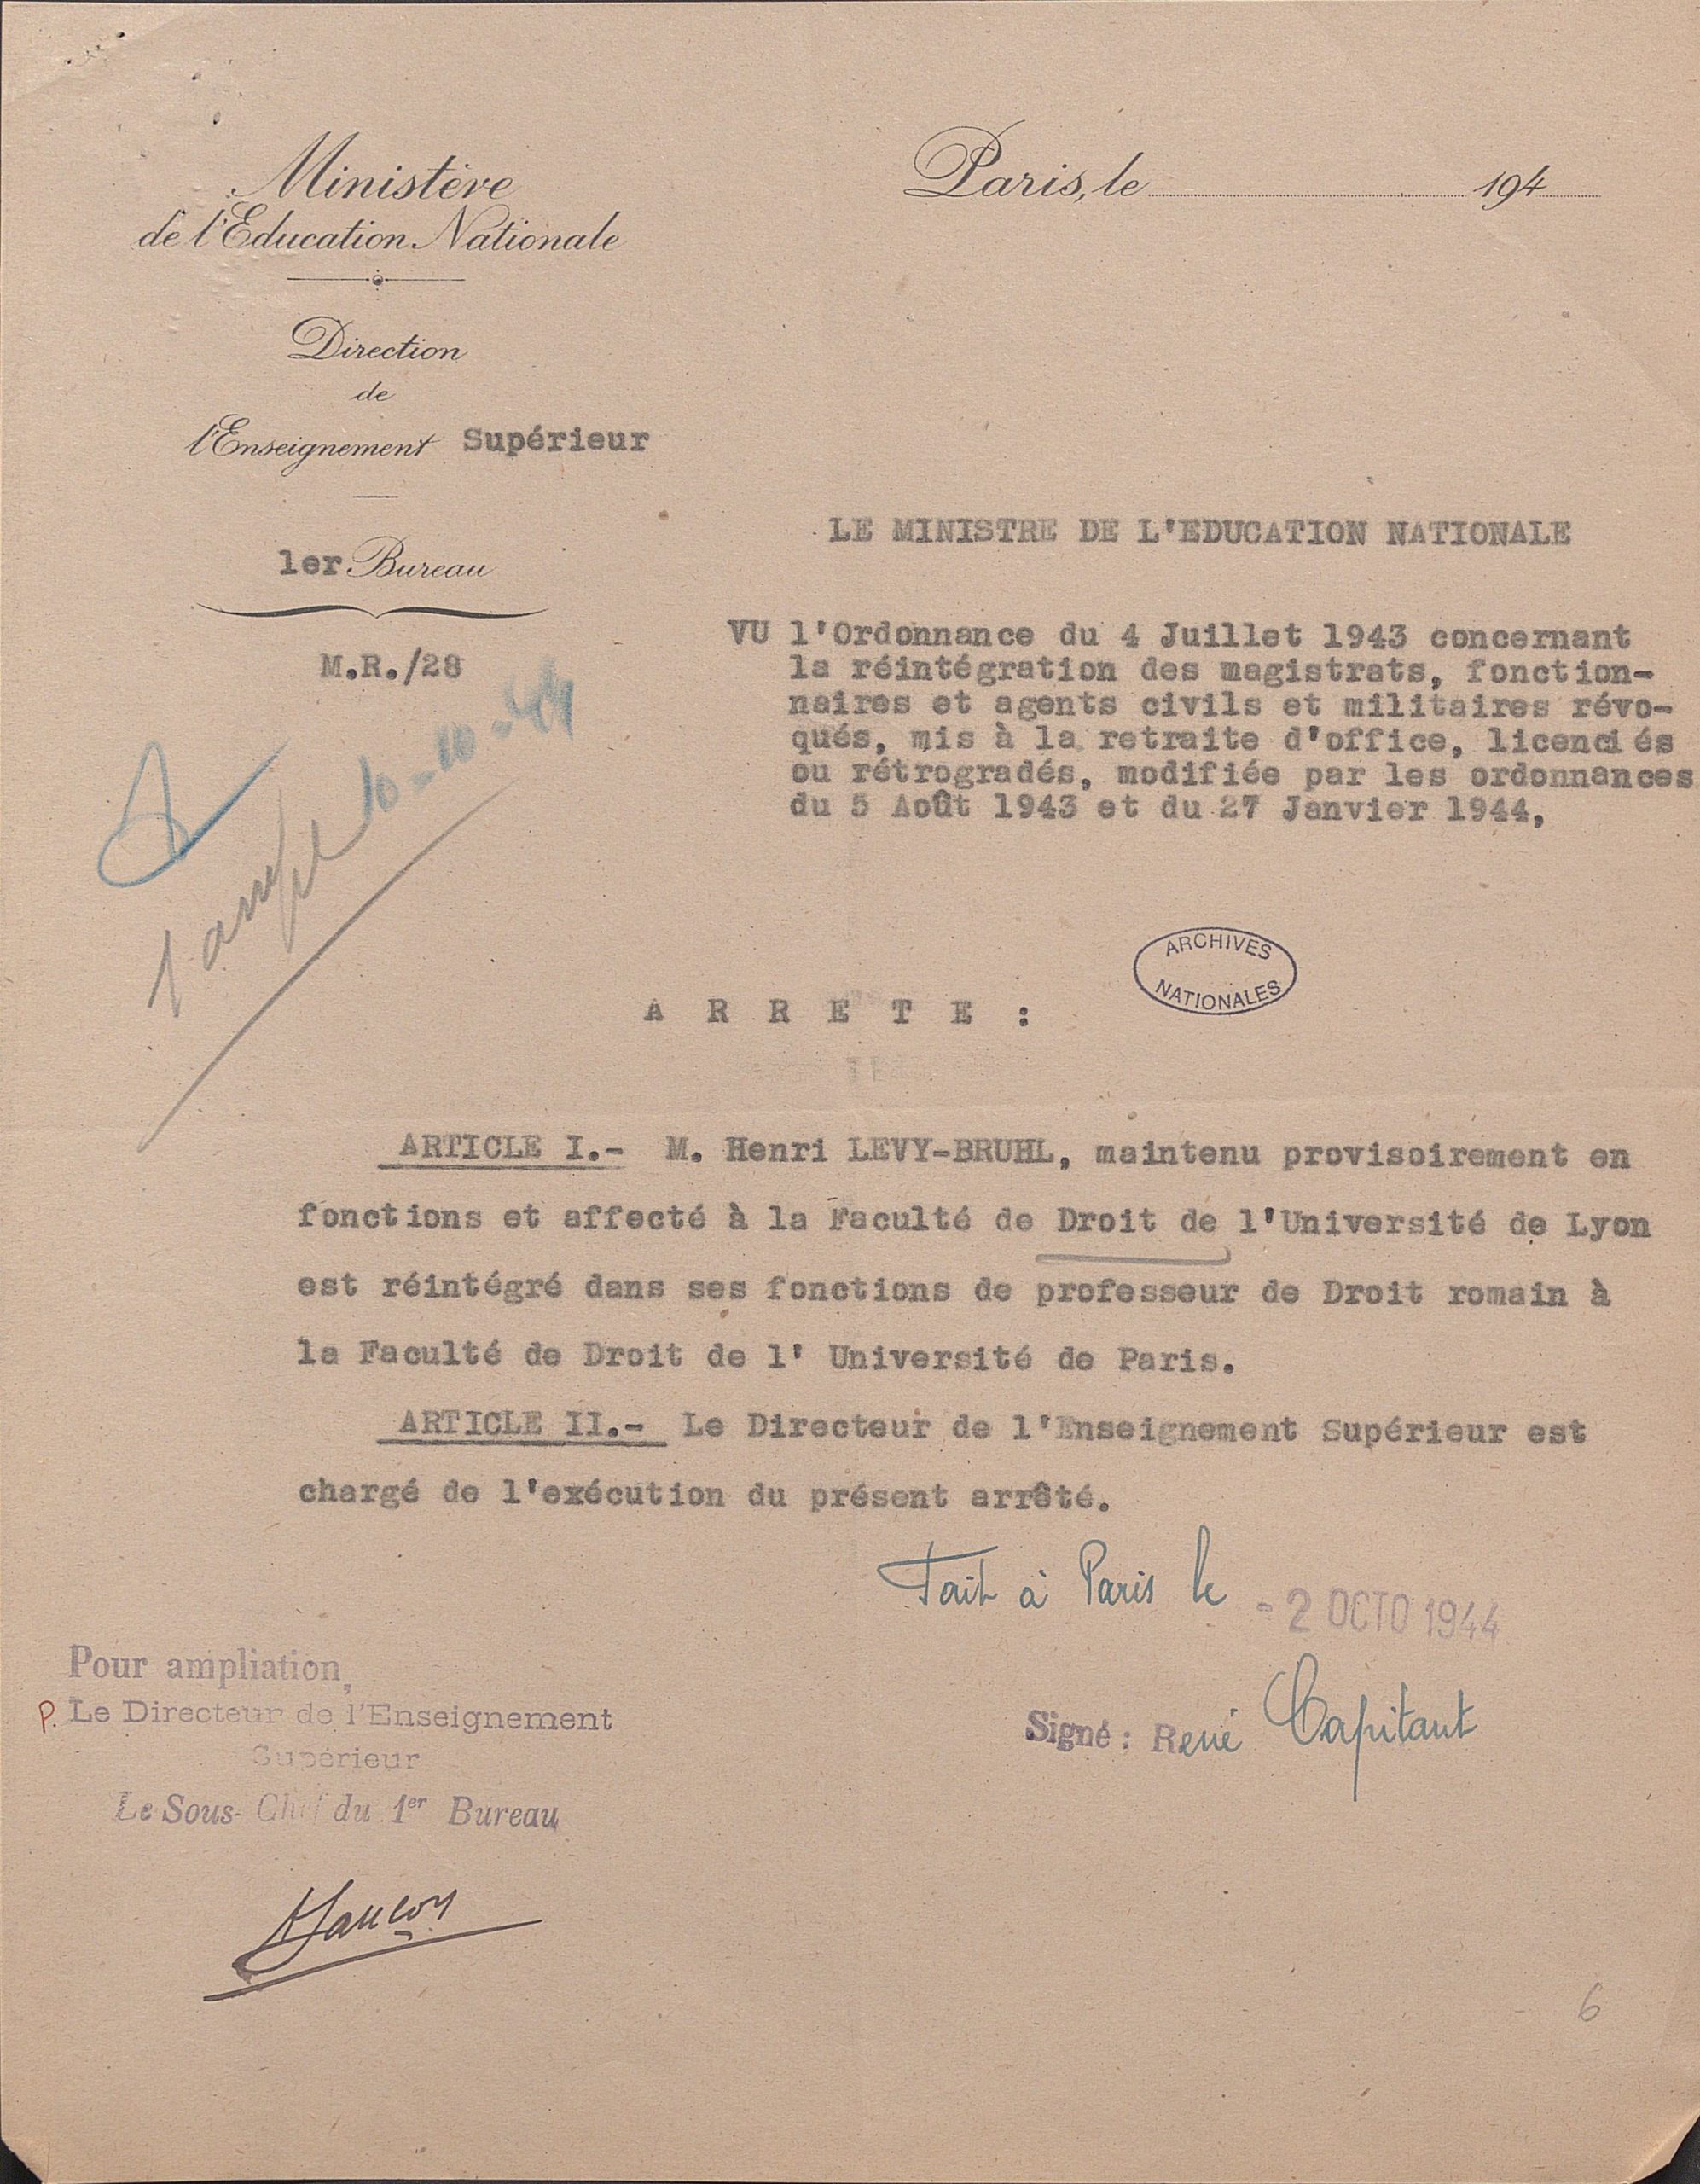 Ministère
de l'Éducation Nationale
Direction
de
l'Enseignement Supérieur
1er Bureau
M.R./28
10-10-44
1 ampl
Paris, le 194
LE MINISTRE DE L'EDUCATION NATIONALE
VU l'Ordonnance du 4 Juillet 1943 concernant
la réintégration des magistrats, fonction-
naires et agents civils et militaires révo-
qués, mis à la retraite d'office, licenciés
ou rétrogradés, modifiée par les ordonnances
du 5 Août 1943 et du 27 Janvier 1944,
ARCHIVES
NATIONALES
A R R E T E :
ARTICLE I.- M. Henri LEVY-BRUHL, maintenu provisoirement en
fonctions et affecté à la Faculté de Droit de l'Université de Lyon
est réintégré dans ses fonctions de professeur de Droit romain à
la Faculté de Droit de l' Université de Paris.
ARTICLE II.- Le Directeur de l'Enseignement Supérieur est
chargé de l'exécution du présent arrêté.
Fait à Paris le - 2 OCTO 1944
Signé : René Capitant
Pour ampliation,
P. Le Directeur de l'Enseignement
Supérieur
Le Sous-Chef du 1er Bureau
6